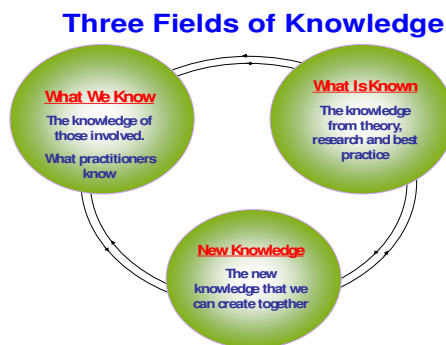 Three Fields of Knowledge
What We Know
The knowledge of
those involved.
What practitioners
know
What Is Known
The knowledge
from theory,
research and best
practice
New Knowledge
The new
knowledge that we
can create together